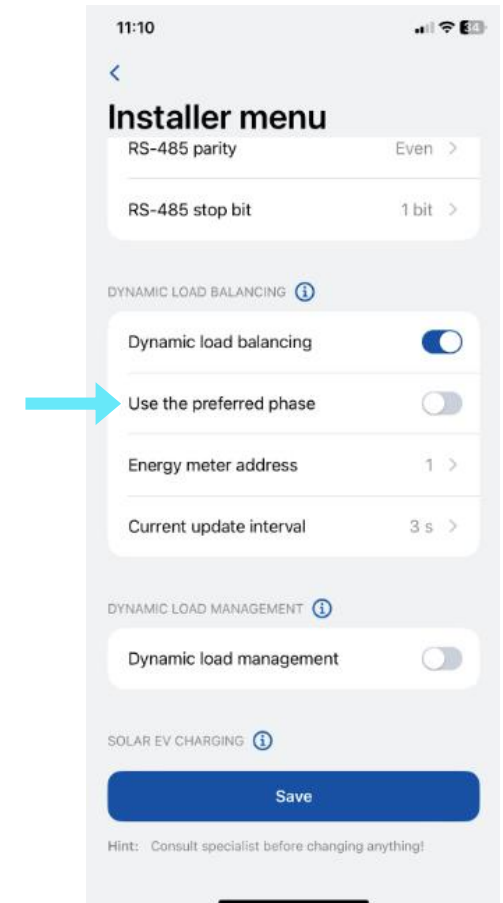 11:10
34
Installer menu
RS-485 parity Even
RS-485 stop bit 1 bit
DYNAMIC LOAD BALANCING
Dynamic load balancing
Use the preferred phase
Energy meter address 1
Current update interval 3 s
DYNAMIC LOAD MANAGEMENT
Dynamic load management
SOLAR EV CHARGING
Save
Hint: Consult specialist before changing anything!